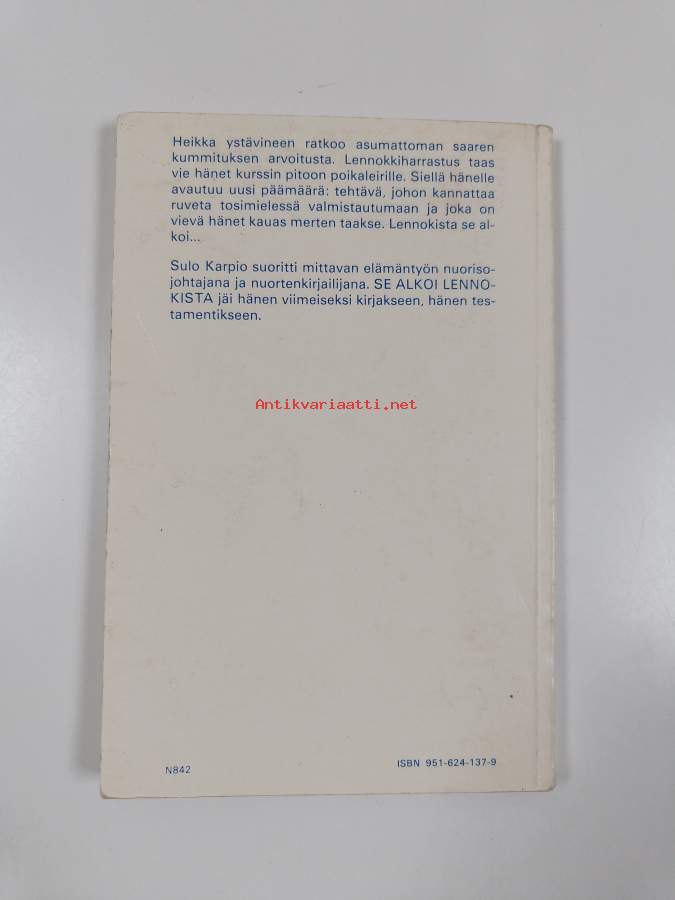 Heikka ystävineen ratkoo asumattoman saaren
kummituksen arvoitusta. Lennokkiharrastus taas
vie hänet kurssin pitoon poikaleirille. Siellä hänelle
avautuu uusi päämäärä: tehtävä, johon kannattaa
ruveta tosimielessä valmistautumaan ja joka on
vievä hänet kauas merten taakse. Lennokista se al-
koi...
Sulo Karpio suoritti mittavan elämäntyön nuoriso-
johtajana ja nuortenkirjailijana. SE ALKOI LENNO-
KISTA jäi hänen viimeiseksi kirjakseen, hänen tes-
tamentikseen.
Antikvariaatti.net
N842
ISBN 951-624-137-9